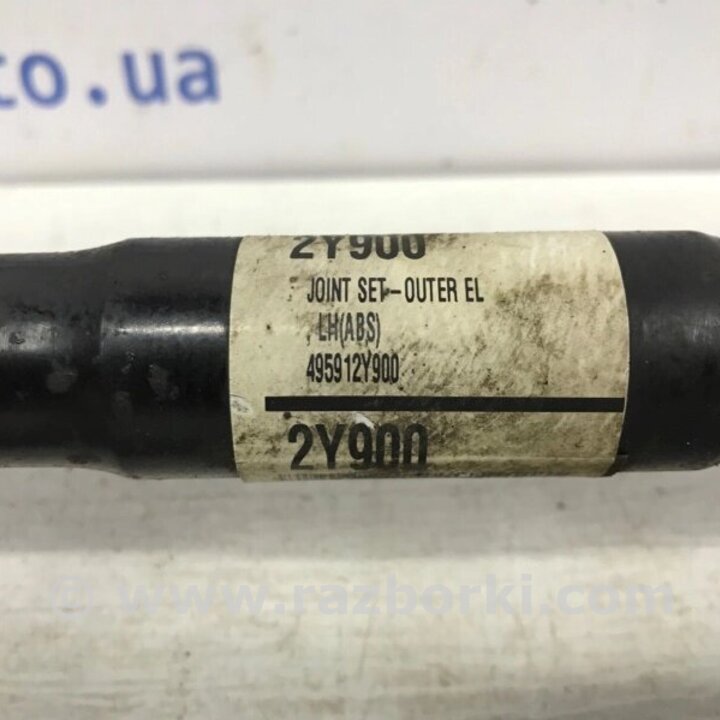 to.ua
2Y900
JOINT SET-OUTER EL
, LH(ABS)
495912Y900
2Y900
© www.razborki.com